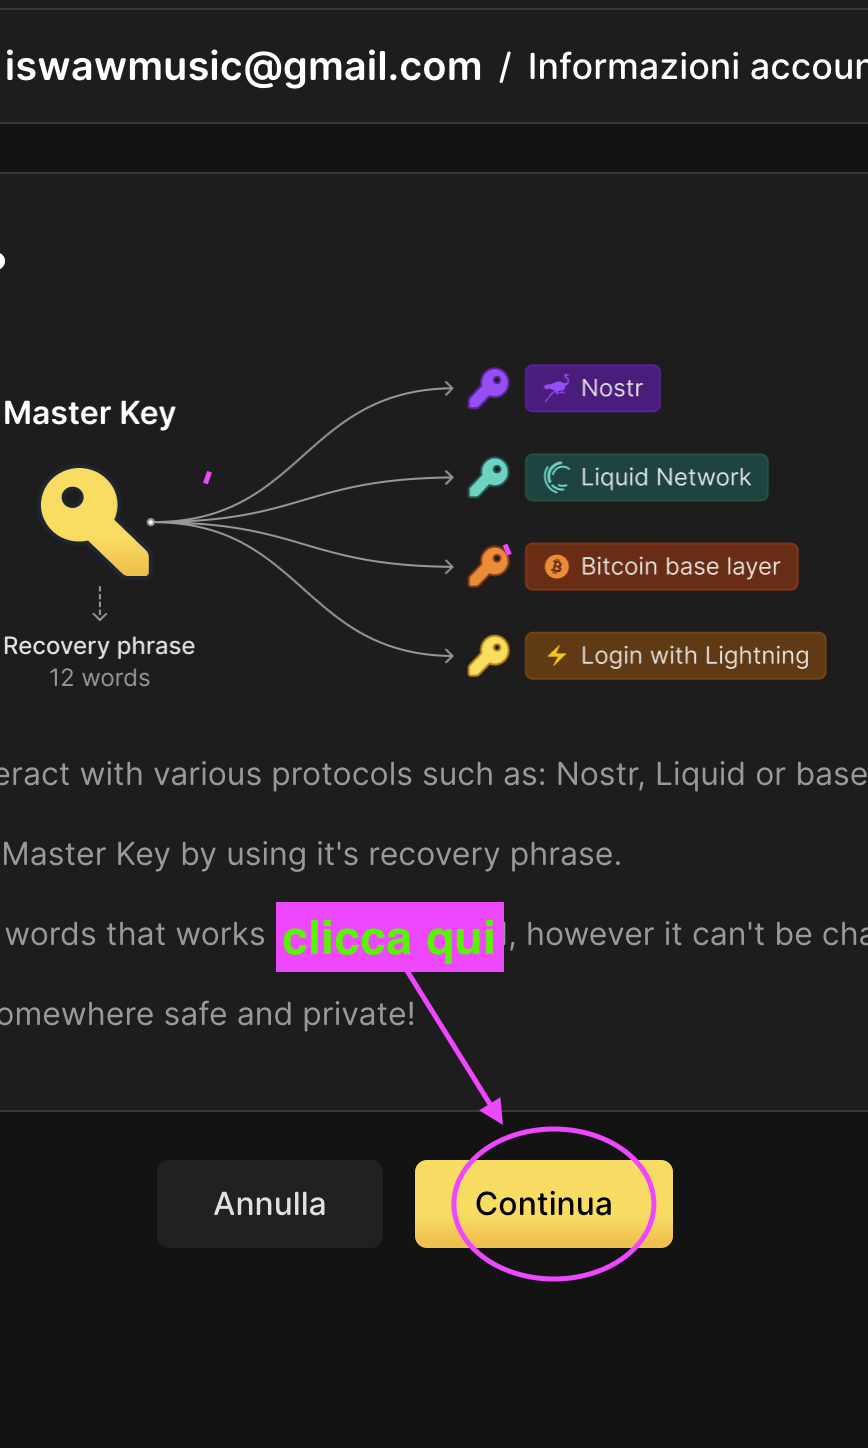 iswawmusic@gmail.com / Informazioni accoun
Master Key
Recovery phrase
12 words
Nostr
Liquid Network
Bitcoin base layer
Login with Lightning
eract with various protocols such as: Nostr, Liquid or base
Master Key by using it's recovery phrase.
words that works clicca qui, however it can't be cha
omewhere safe and private!
Annulla
Continua